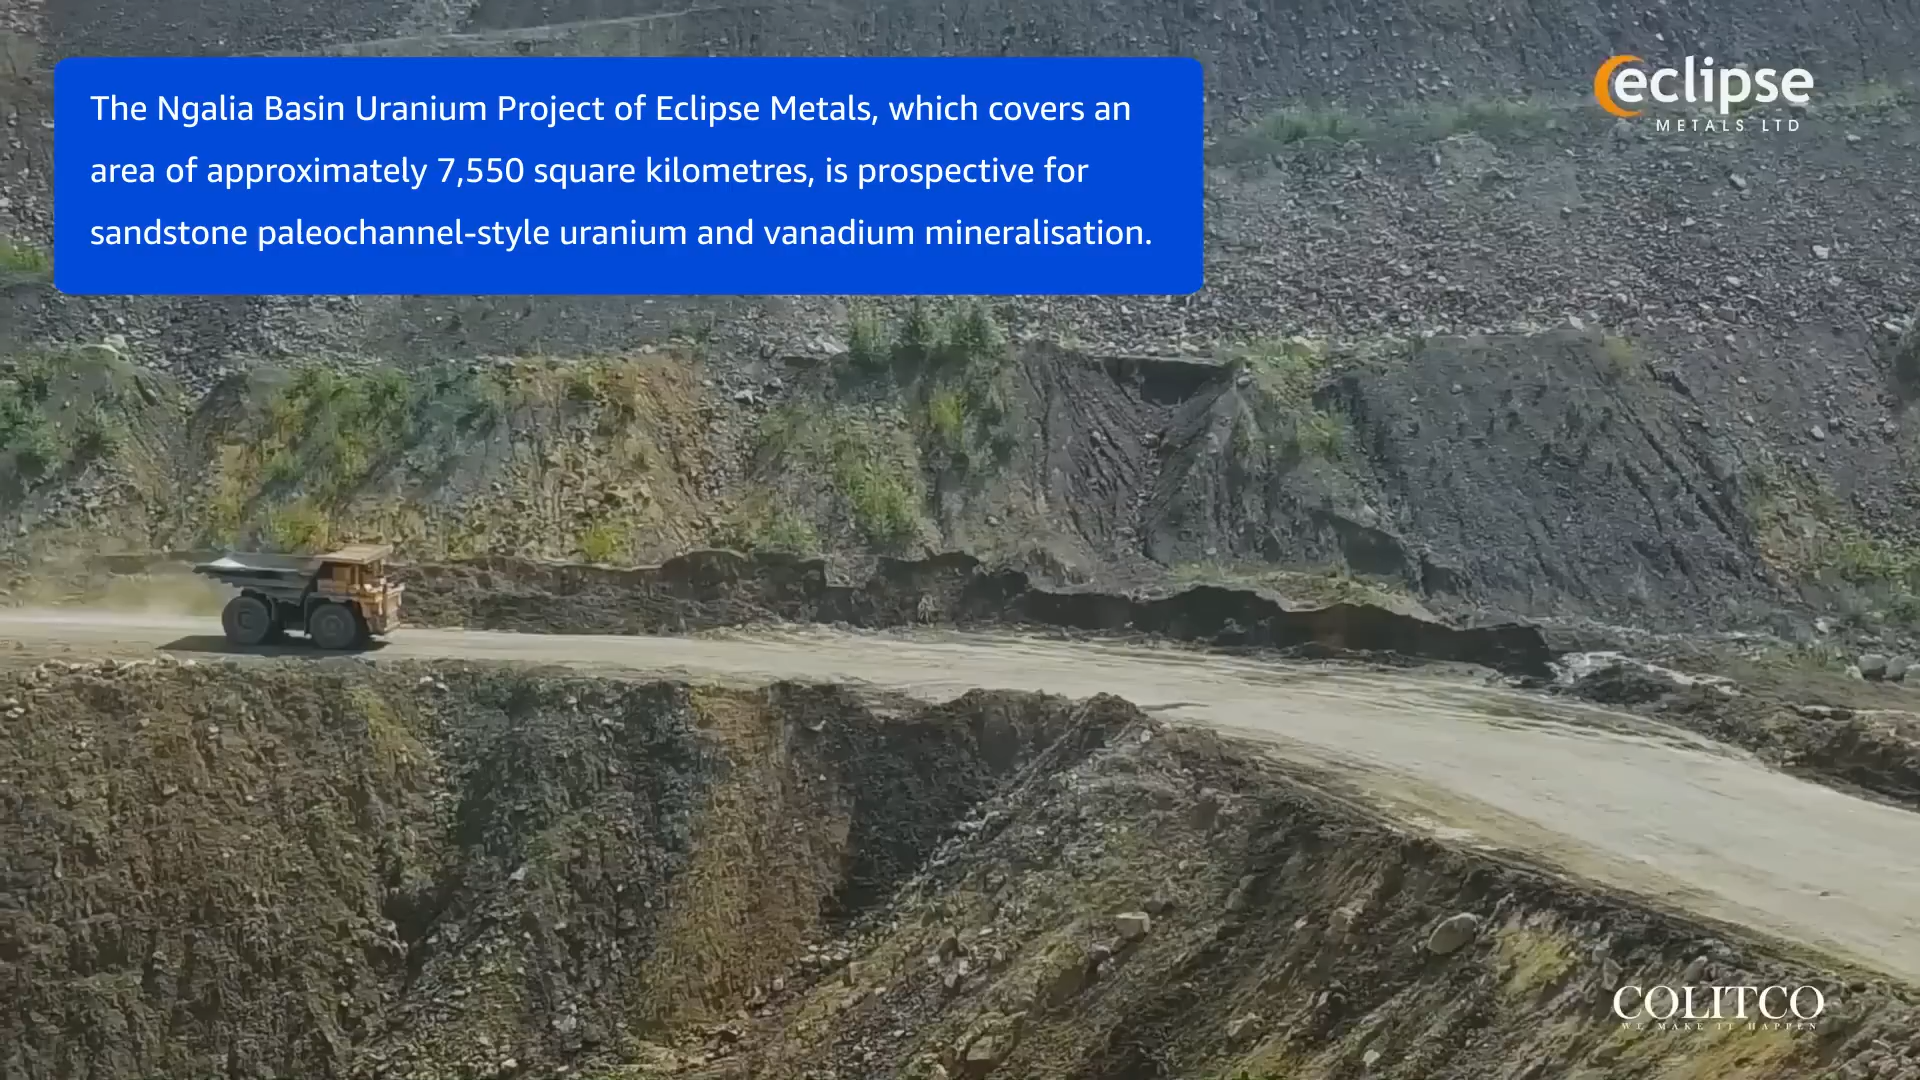 The Ngalia Basin Uranium Project of Eclipse Metals, which covers an
area of approximately 7,550 square kilometres, is prospective for
sandstone paleochannel-style uranium and vanadium mineralisation.
eclipse
METALS LTD
COLITCO
WE MAKE IT HAPPEN